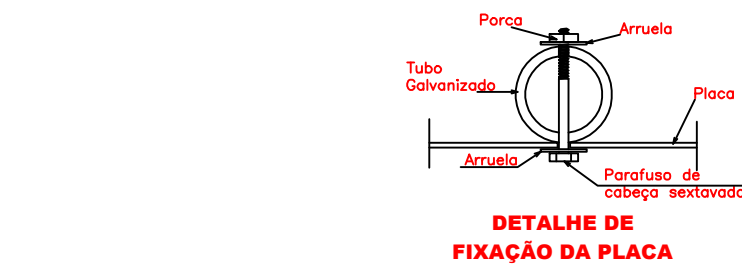 Porca
Arruela
Tubo
Galvanizado
Placa
Arruela
Parafuso de
cabeça sextavada
DETALHE DE
FIXAÇÃO DA PLACA